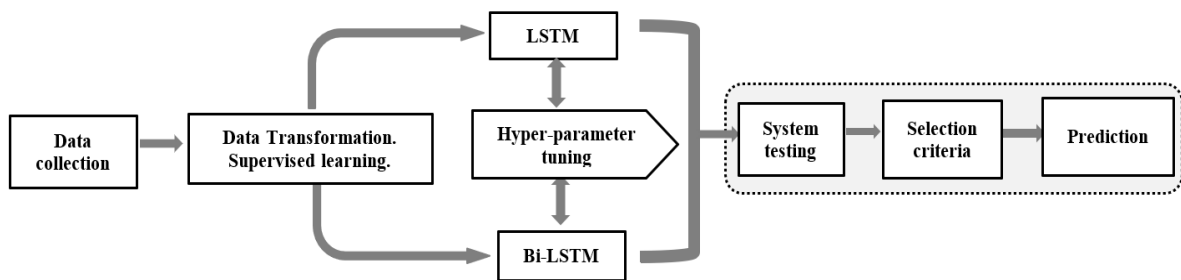 Data
collection
Data Transformation.
Supervised learning.
LSTM
Hyper-parameter
tuning
Bi-LSTM
System
testing
Selection
criteria
Prediction